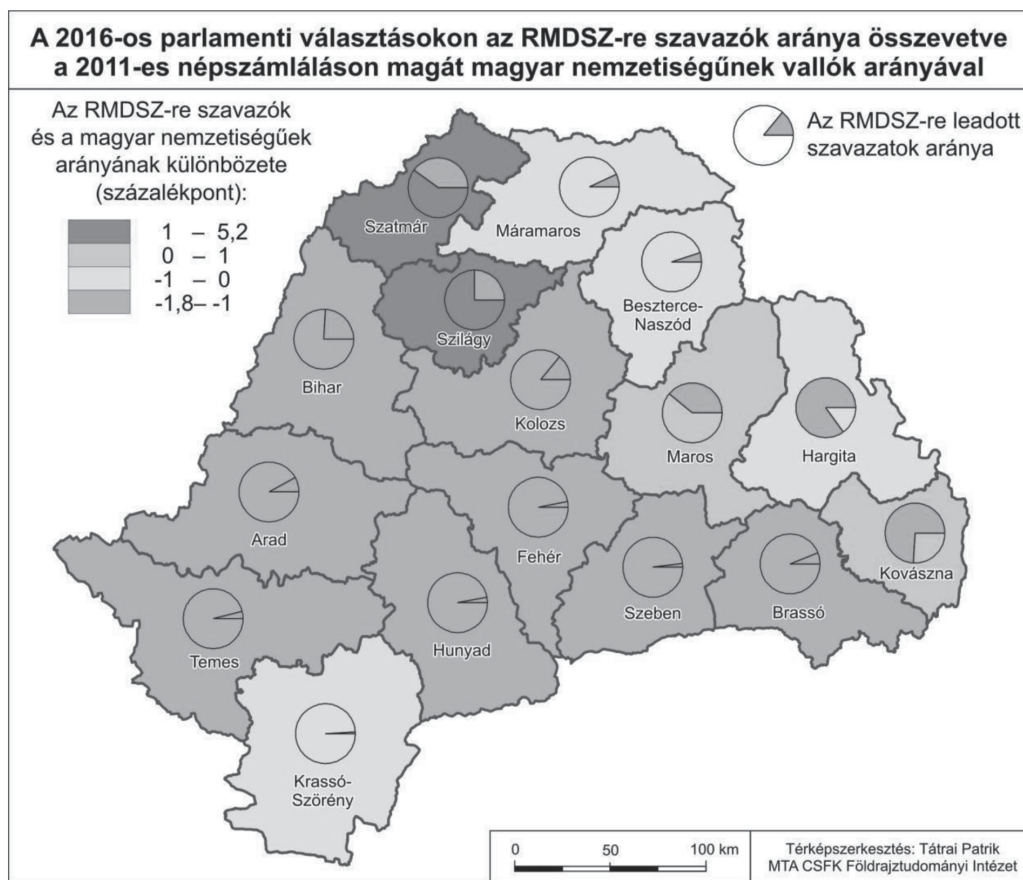 A 2016-os parlamenti választásokon az RMDSZ-re szavazók aránya összevetve
a 2011-es népszámláláson magát magyar nemzetiségűnek vallók arányával
Az RMDSZ-re szavazók
és a magyar nemzetiségűek
arányának különbözete
(százalékpont):
1 – 5,2
0 – 1
-1 – 0
-1,8– -1
Az RMDSZ-re leadott
szavazatok aránya
Szatmár
Máramaros
Beszterce-
Naszód
Szilágy
Bihar
Kolozs
Maros
Hargita
Arad
Fehér
Kovászna
Szeben
Brassó
Temes
Hunyad
Krassó-
Szörény
0 50 100 km
Térképszerkesztés: Tátrai Patrik
MTA CSFK Földrajztudományi Intézet